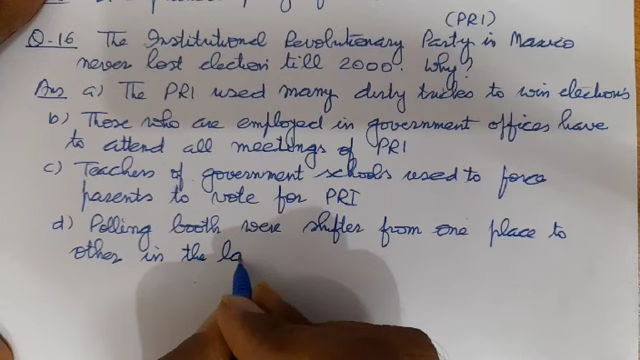 (PRI)
Q-16 The Institutional Revolutionary Party in Mexico
never lost election till 2000. Why?
Ans a) The PRI used many dirty tricks to win elections
b) Those who are employed in government offices have
to attend all meetings of PRI
c) Teachers of government schools used to force
parents to vote for PRI
d) Polling booth were shifter from one place to
other in the la